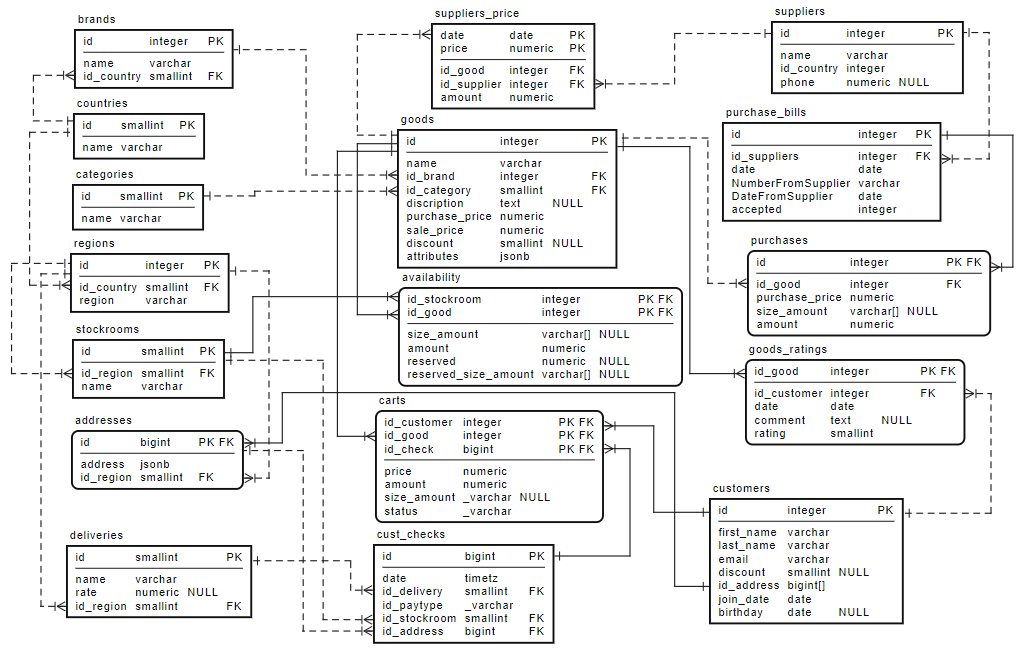 brands
id integer PK
name varchar
id_country smallint FK
countries
id smallint PK
name varchar
categories
id smallint PK
name varchar
regions
id integer PK
id_country smallint FK
region varchar
stockrooms
id smallint PK
id_region smallint FK
name varchar
addresses
id bigint PK FK
address jsonb
id_region smallint FK
deliveries
id smallint PK
name varchar
rate numeric NULL
id_region smallint FK
suppliers_price
date date PK
price numeric PK
id_good integer FK
id_supplier integer FK
amount numeric
goods
id integer PK
name varchar
id_brand integer FK
id_category smallint FK
discription text NULL
purchase_price numeric
sale_price numeric
discount smallint NULL
attributes jsonb
availability
id_stockroom integer PK FK
id_good integer PK FK
size_amount varchar[] NULL
amount numeric
reserved numeric NULL
reserved_size_amount varchar[] NULL
carts
id_customer integer PK FK
id_good integer PK FK
id_check bigint PK FK
price numeric
amount numeric
size_amount _varchar NULL
status _varchar
cust_checks
id bigint PK
date timetz
id_delivery smallint FK
id_paytype _varchar
id_stockroom smallint FK
id_address bigint FK
suppliers
id integer PK
name varchar
id_country integer
phone numeric NULL
purchase_bills
id integer PK
id_suppliers integer FK
date date
NumberFromSupplier varchar
DateFromSupplier date
accepted integer
purchases
id integer PK FK
id_good integer FK
purchase_price numeric
size_amount varchar[] NULL
amount numeric
goods_ratings
id_good integer PK FK
id_customer integer FK
date date
comment text NULL
rating smallint
customers
id integer PK
first_name varchar
last_name varchar
email varchar
discount smallint NULL
id_address bigint[]
join_date date
birthday date NULL